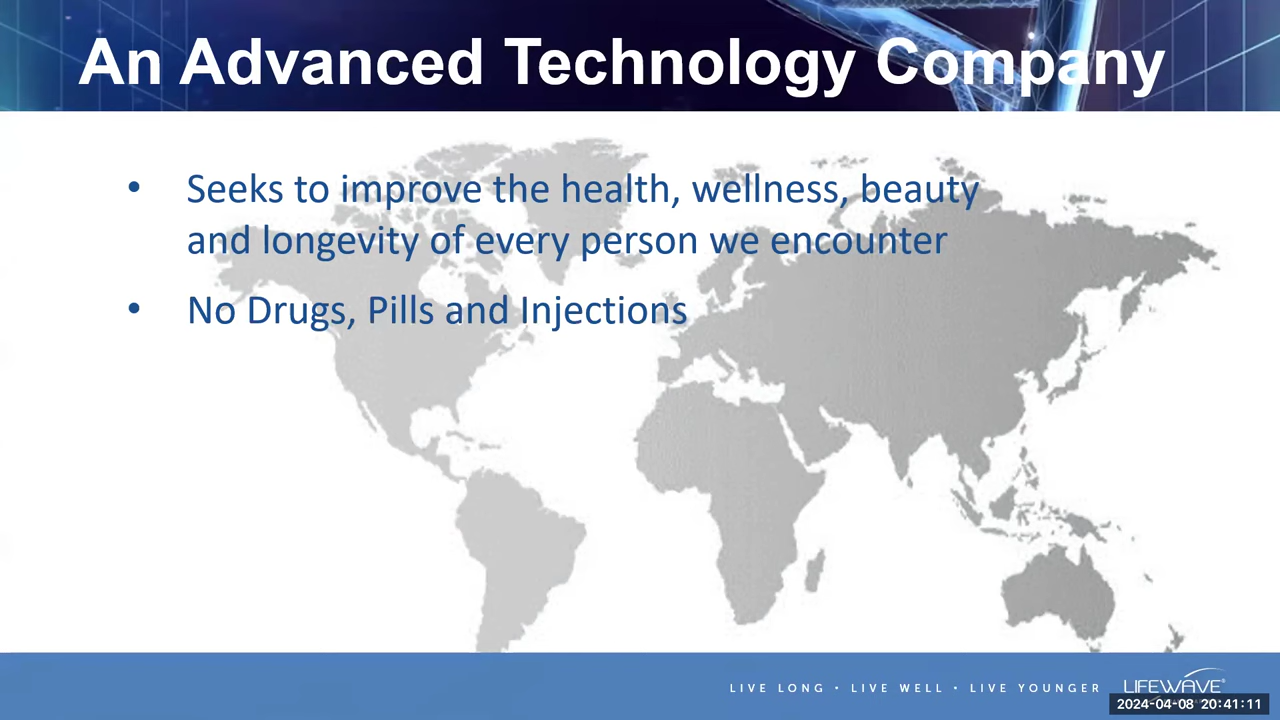 An Advanced Technology Company
• Seeks to improve the health, wellness, beauty
and longevity of every person we encounter
• No Drugs, Pills and Injections
LIVE LONG • LIVE WELL • LIVE YOUNGER
LIFEWAVE®
2024-04-08 20:41:11